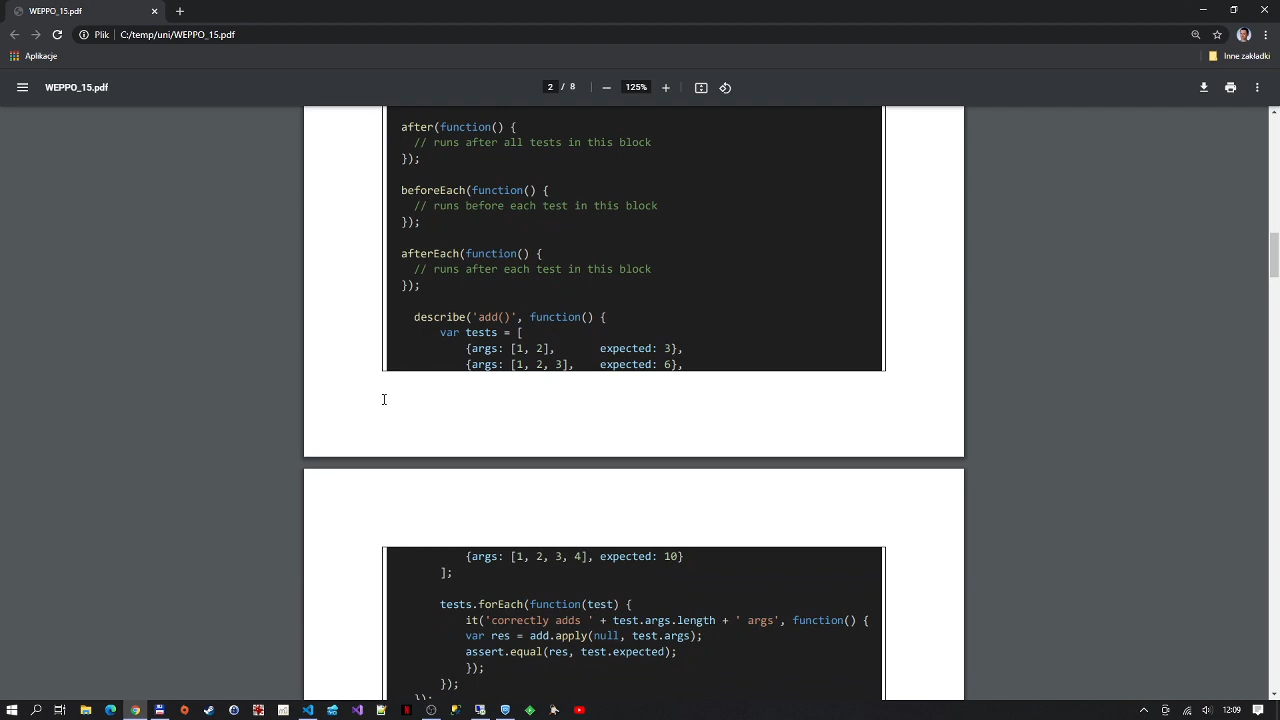 WEPPO_15.pdf
Plik
C:/temp/uni/WEPPO_15.pdf
Aplikacje
Inne zakładki
WEPPO_15.pdf
2 / 8
125%
after(function() {
// runs after all tests in this block
});
beforeEach(function() {
// runs before each test in this block
});
afterEach(function() {
// runs after each test in this block
});
describe('add()', function() {
var tests = [
{args: [1, 2], expected: 3},
{args: [1, 2, 3], expected: 6},
{args: [1, 2, 3, 4], expected: 10}
];
tests.forEach(function(test) {
it('correctly adds ' + test.args.length + ' args', function() {
var res = add.apply(null, test.args);
assert.equal(res, test.expected);
});
});
});
12:09